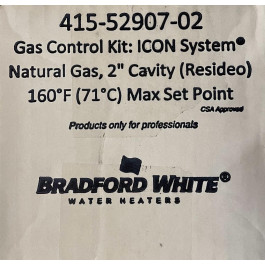 415-52907-02
Gas Control Kit: ICON System®
Natural Gas, 2" Cavity (Resideo)
160°F (71°C) Max Set Point
CSA Approved
Products only for professionals
BRADFORD WHITE®
WATER HEATERS